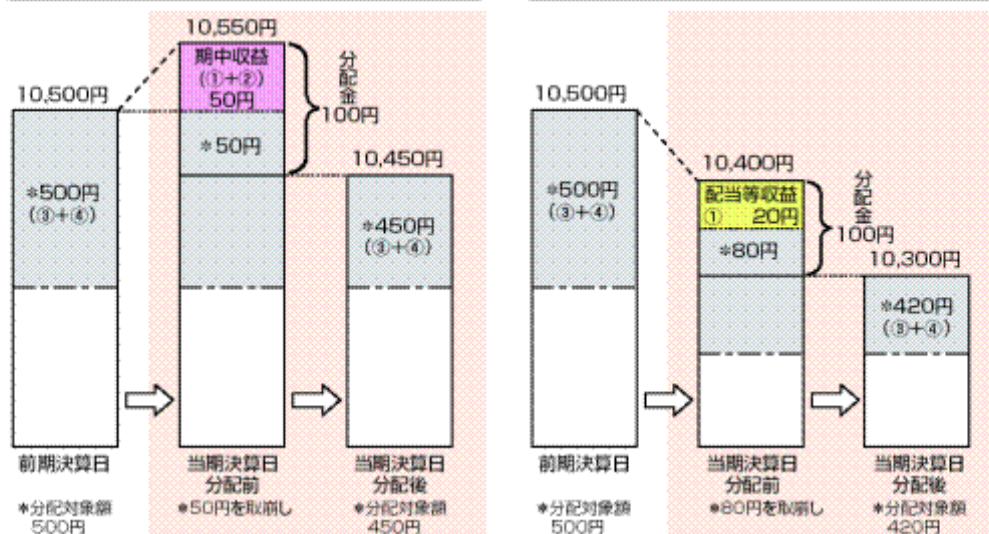 10,550円
期中収益
(①+②)
50円
分配金
100円
10,500円
*50円
10,450円
*500円
(③+④)
*450円
(③+④)
前期決算日
当期決算日
分配前
当期決算日
分配後
*分配対象額
500円
*50円を取崩し
*分配対象額
450円
10,500円
10,400円
配当等収益
① 20円
分配金
100円
*500円
(③+④)
*80円
10,300円
*420円
(③+④)
前期決算日
当期決算日
分配前
当期決算日
分配後
*分配対象額
500円
*80円を取崩し
*分配対象額
420円